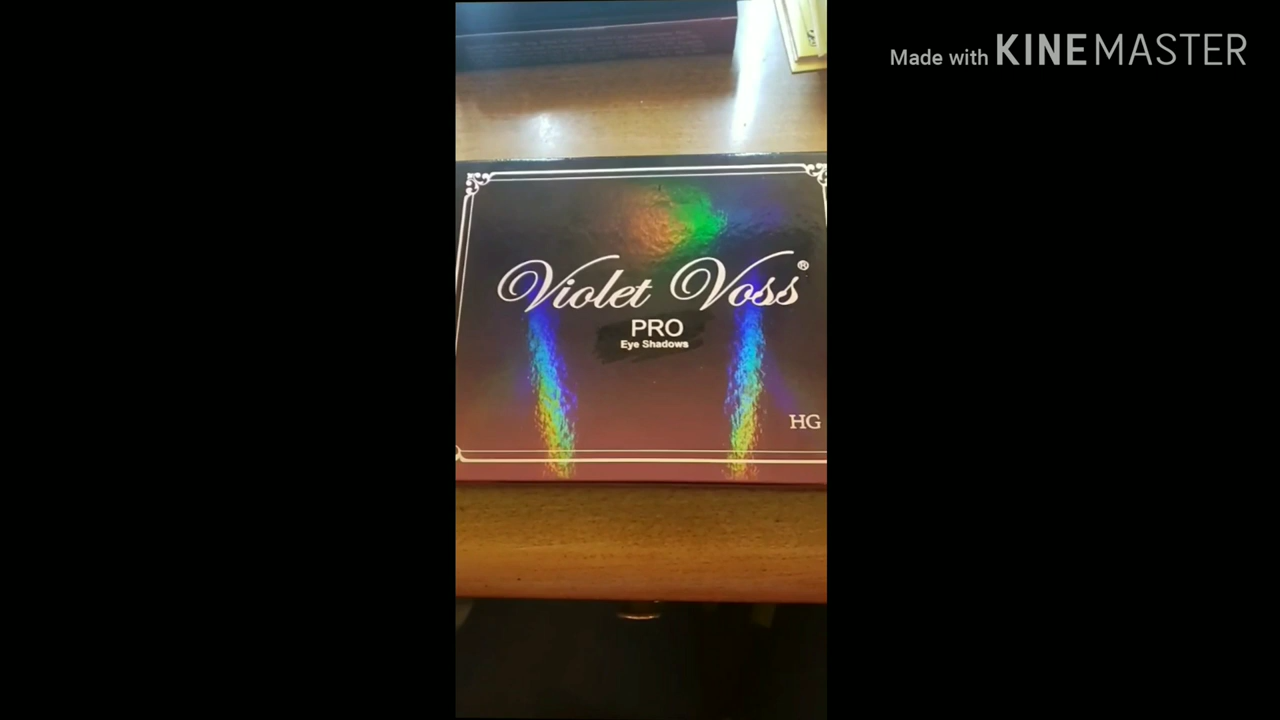 Made with KINEMASTER
Violet Voss®
PRO
Eye Shadows
HG